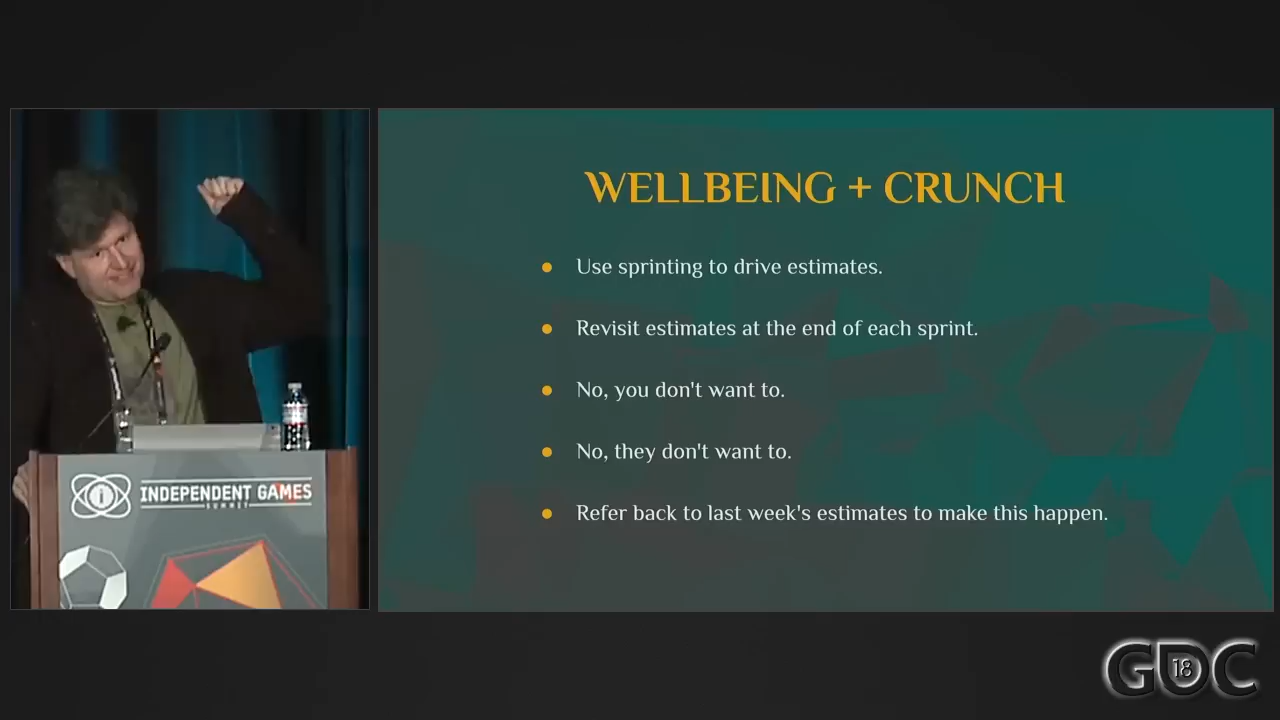 WELLBEING + CRUNCH
Use sprinting to drive estimates.
Revisit estimates at the end of each sprint.
No, you don't want to.
No, they don't want to.
Refer back to last week's estimates to make this happen.
INDEPENDENT GAMES
SUMMIT
GDC
18